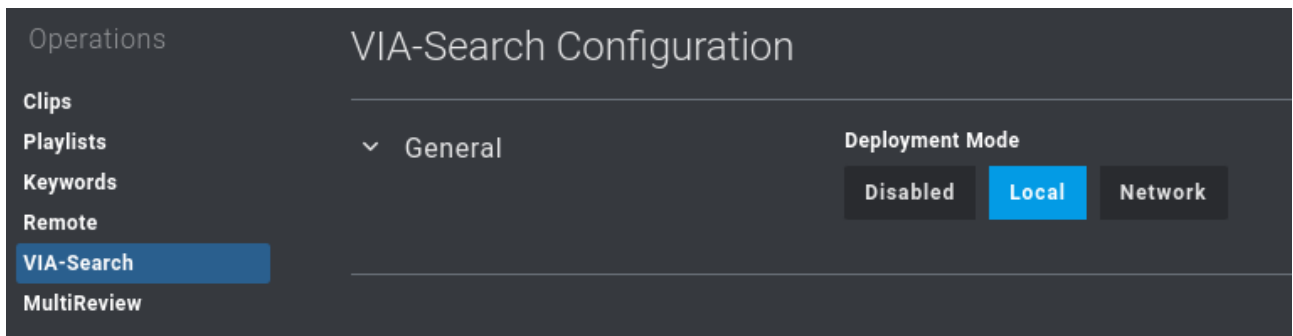 Operations
Clips
Playlists
Keywords
Remote
VIA-Search
MultiReview
VIA-Search Configuration
General
Deployment Mode
Disabled Local Network